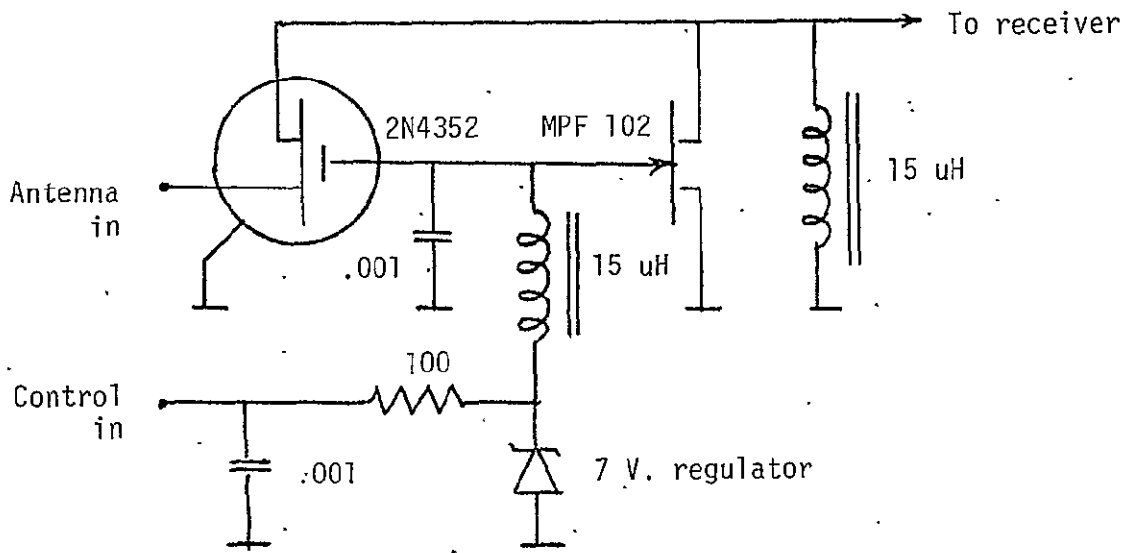 To receiver
2N4352
MPF 102
15 uH
Antenna
in
.001
15 uH
100
Control
in
.001
7 V. regulator